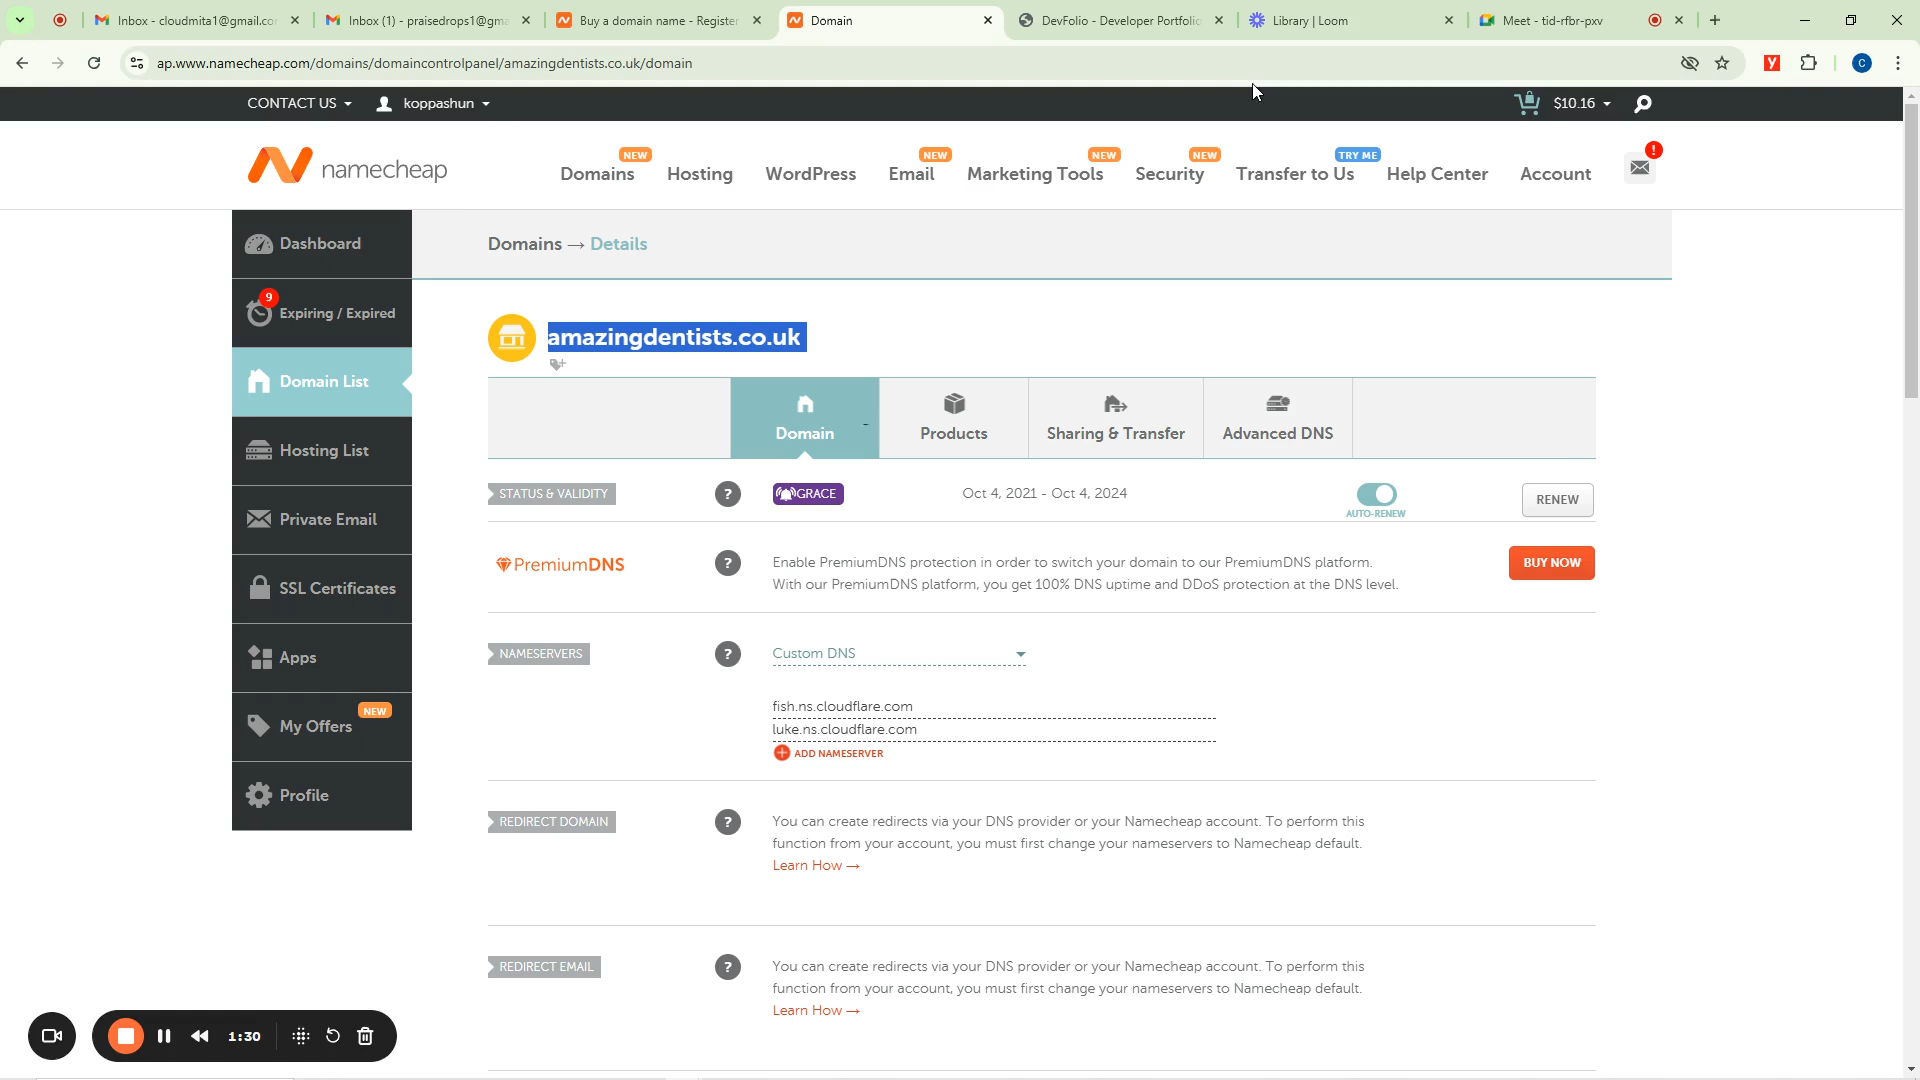 Inbox - cloudmita1@gmail.co
Inbox (1) - praisedrops1@gm
Buy a domain name - Register
Domain
DevFolio - Developer Portfolio
Library | Loom
Meet - tid-rfbr-pxv
ap.www.namecheap.com/domains/domaincontrolpanel/amazingdentists.co.uk/domain
C
CONTACT US
koppashun
$10.16
namecheap
Domains NEW
Hosting
WordPress
Email NEW
Marketing Tools NEW
Security NEW
Transfer to Us TRY ME
Help Center
Account
!
Dashboard
9
Expiring / Expired
Domain List
Hosting List
Private Email
SSL Certificates
Apps
My Offers NEW
Profile
Domains → Details
amazingdentists.co.uk
Domain
Products
Sharing & Transfer
Advanced DNS
STATUS & VALIDITY
?
GRACE
Oct 4, 2021 - Oct 4, 2024
AUTO-RENEW
RENEW
PremiumDNS
?
Enable PremiumDNS protection in order to switch your domain to our PremiumDNS platform.
With our PremiumDNS platform, you get 100% DNS uptime and DDoS protection at the DNS level.
BUY NOW
NAMESERVERS
?
Custom DNS
fish.ns.cloudflare.com
luke.ns.cloudflare.com
ADD NAMESERVER
REDIRECT DOMAIN
?
You can create redirects via your DNS provider or your Namecheap account. To perform this
function from your account, you must first change your nameservers to Namecheap default.
Learn How →
REDIRECT EMAIL
?
You can create redirects via your DNS provider or your Namecheap account. To perform this
function from your account, you must first change your nameservers to Namecheap default.
Learn How →
1:30